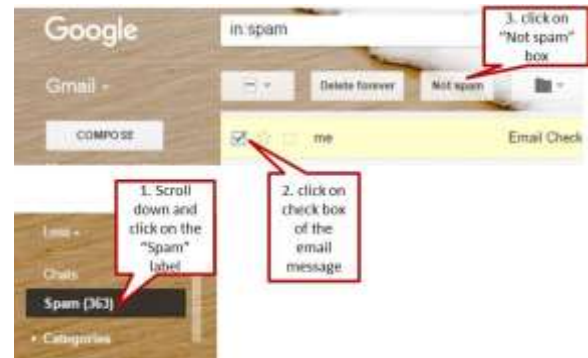 Google
in:spam
3. click on
"Not spam"
box
Gmail
Delete forever
Not spam
COMPOSE
me
Email Check
1. Scroll
down and
click on the
"Spam"
label
2. click on
check box
of the
email
message
Less
Chats
Spam (363)
Categories